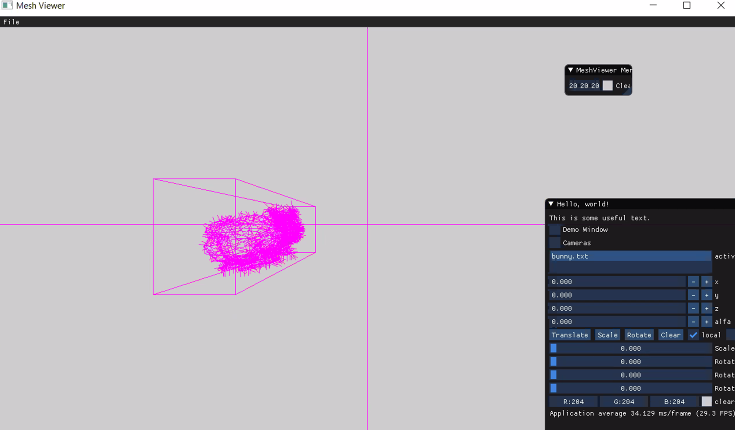 Mesh Viewer
File
MeshViewer Mer
20 20 20 Clea
Hello, world!
This is some useful text.
Demo Window
Cameras
bunny.txt activ
0.000 - + x
0.000 - + y
0.000 - + z
0.000 - + alfa
Translate Scale Rotate Clear local
0.000 Scale
0.000 Rotat
0.000 Rotat
0.000 Rotat
R:204 G:204 B:204 clear
Application average 34.129 ms/frame (29.3 FPS)